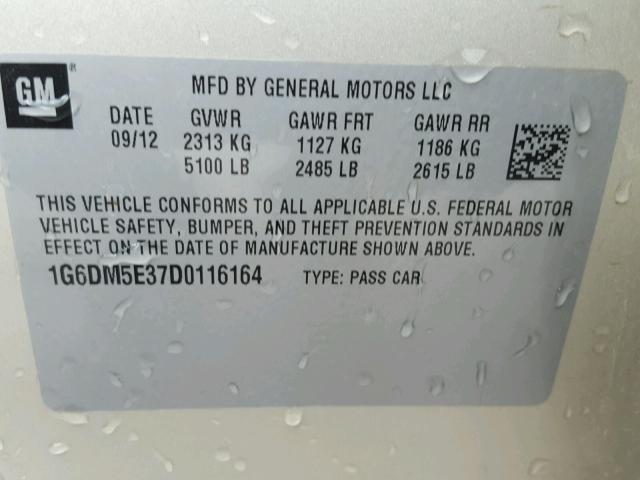 GM ®
MFD BY GENERAL MOTORS LLC
DATE GVWR GAWR FRT GAWR RR
09/12 2313 KG 1127 KG 1186 KG
5100 LB 2485 LB 2615 LB
THIS VEHICLE CONFORMS TO ALL APPLICABLE U.S. FEDERAL MOTOR
VEHICLE SAFETY, BUMPER, AND THEFT PREVENTION STANDARDS IN
EFFECT ON THE DATE OF MANUFACTURE SHOWN ABOVE.
1G6DM5E37D0116164 TYPE: PASS CAR